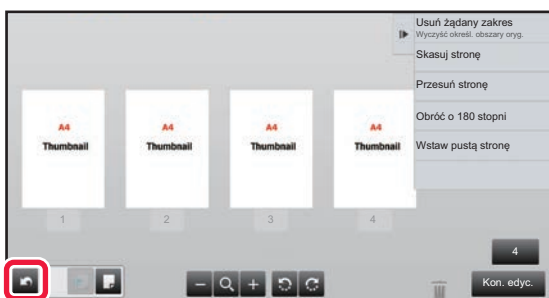 Usuń żądany zakres
Wyczyść określ. obszary oryg.
Skasuj stronę
Przesuń stronę
Obróć o 180 stopni
Wstaw pustą stronę
A4 A4 A4 A4
Thumbnail Thumbnail Thumbnail Thumbnail
1 2 3 4
4
Kon. edyc.